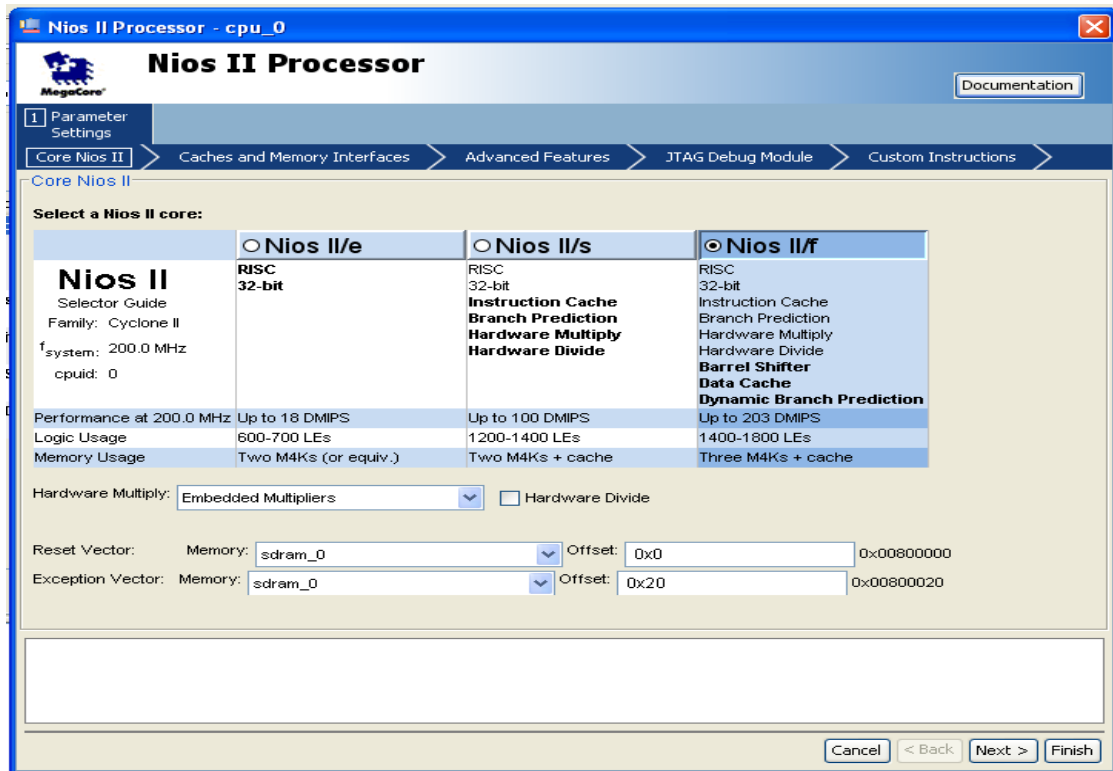 Nios II Processor - cpu_0
MegaCore®
Nios II Processor
Documentation
1 Parameter Settings
Core Nios II
Caches and Memory Interfaces
Advanced Features
JTAG Debug Module
Custom Instructions
Core Nios II
Select a Nios II core:
Nios II/e
Nios II/s
Nios II/f
Nios II
Selector Guide
Family: Cyclone II
fsystem: 200.0 MHz
cpuid: 0
RISC
32-bit
RISC
32-bit
Instruction Cache
Branch Prediction
Hardware Multiply
Hardware Divide
RISC
32-bit
Instruction Cache
Branch Prediction
Hardware Multiply
Hardware Divide
Barrel Shifter
Data Cache
Dynamic Branch Prediction
Performance at 200.0 MHz Up to 18 DMIPS Up to 100 DMIPS Up to 203 DMIPS
Logic Usage 600-700 LEs 1200-1400 LEs 1400-1800 LEs
Memory Usage Two M4Ks (or equiv.) Two M4Ks + cache Three M4Ks + cache
Hardware Multiply: Embedded Multipliers Hardware Divide
Reset Vector: Memory: sdram_0 Offset: 0x0 0x00800000
Exception Vector: Memory: sdram_0 Offset: 0x20 0x00800020
Cancel < Back Next > Finish